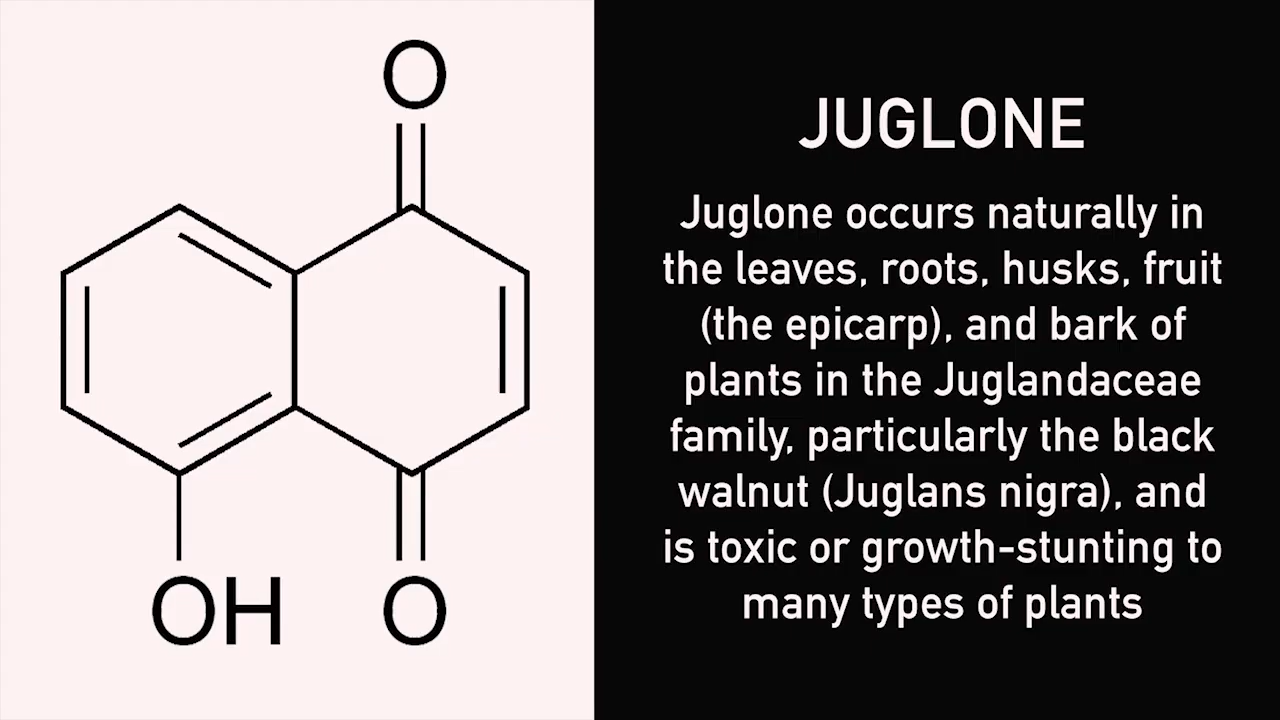 O
OH
O
JUGLONE
Juglone occurs naturally in
the leaves, roots, husks, fruit
(the epicarp), and bark of
plants in the Juglandaceae
family, particularly the black
walnut (Juglans nigra), and
is toxic or growth-stunting to
many types of plants